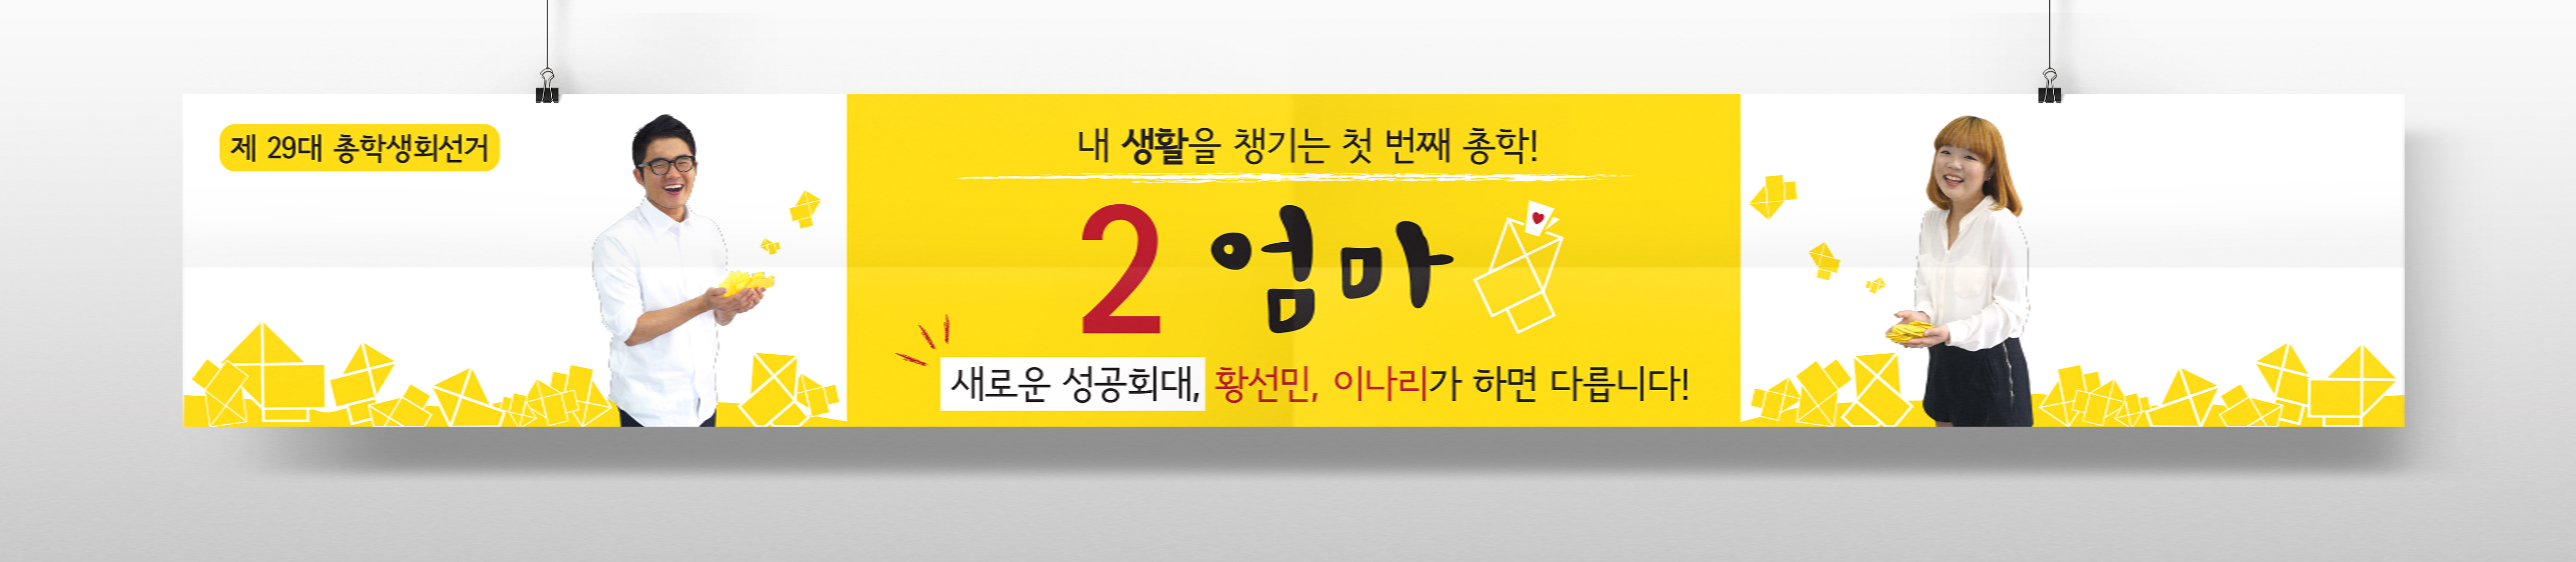 제 29대 총학생회선거
내 생활을 챙기는 첫 번째 총학!
2 엄마
새로운 성공회대, 황선민, 이나리가 하면 다릅니다!